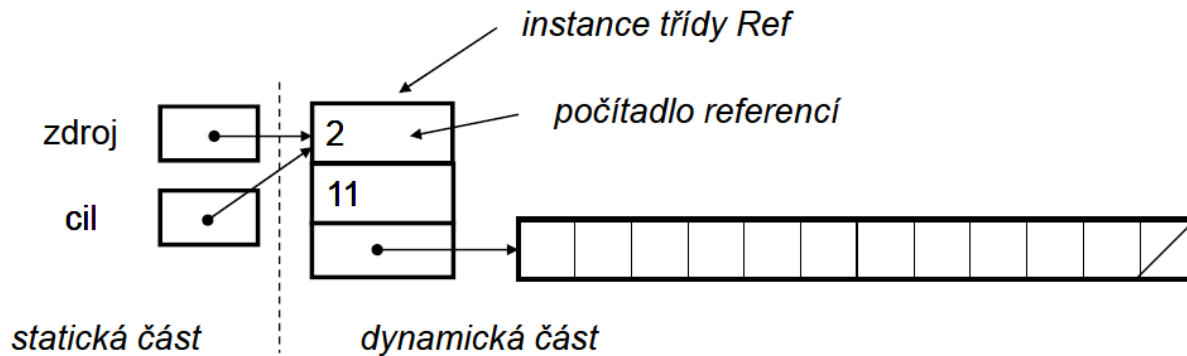 instance třídy Ref
zdroj
2
počítadlo referencí
11
cil
statická část
dynamická část